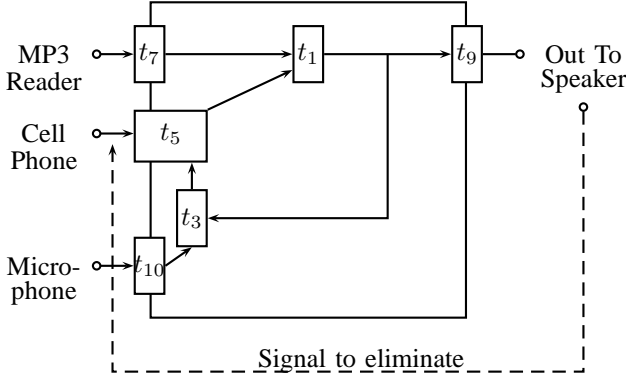 MP3
Reader
t7
t1
t9
Out To
Speaker
Cell
Phone
t5
t3
Micro-
phone
t10
Signal to eliminate